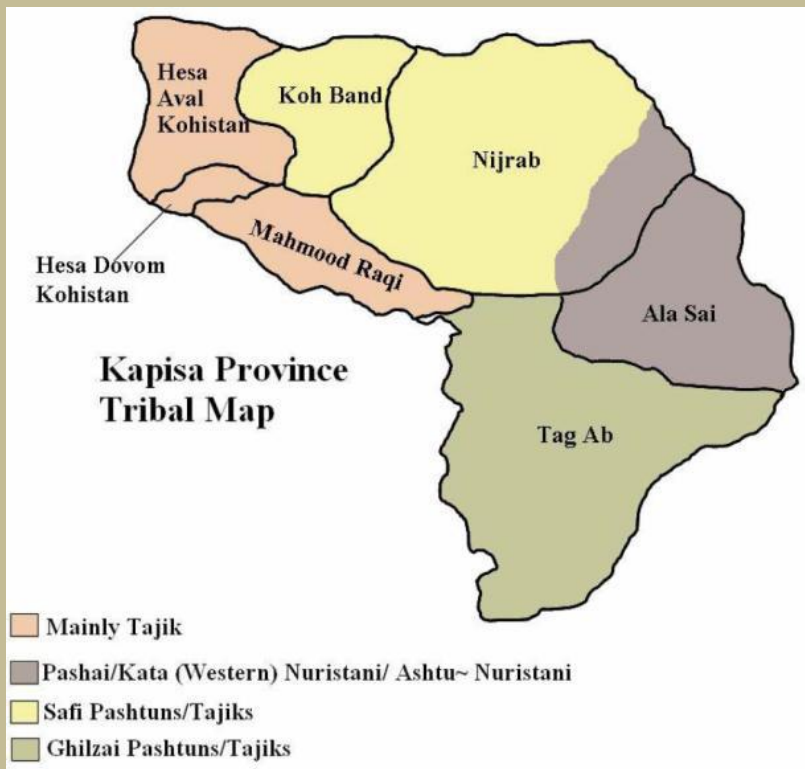 Hesa
Aval
Kohistan
Koh Band
Nijrab
Hesa Dovom
Kohistan
Mahmood Raqi
Ala Sai
Kapisa Province
Tribal Map
Tag Ab
Mainly Tajik
Pashai/Kata (Western) Nuristani/ Ashtu~ Nuristani
Safi Pashtuns/Tajiks
Ghilzai Pashtuns/Tajiks